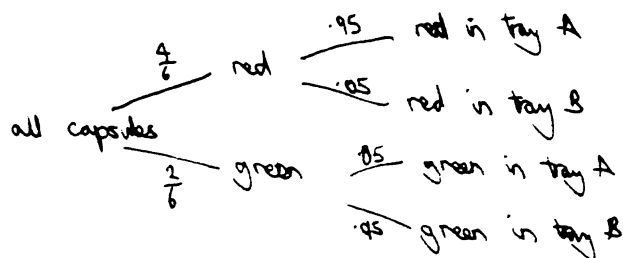 .95 red in tray A
4/6 red
.05 red in tray B
all capsules
.05 green in tray A
2/6 green
.95 green in tray B